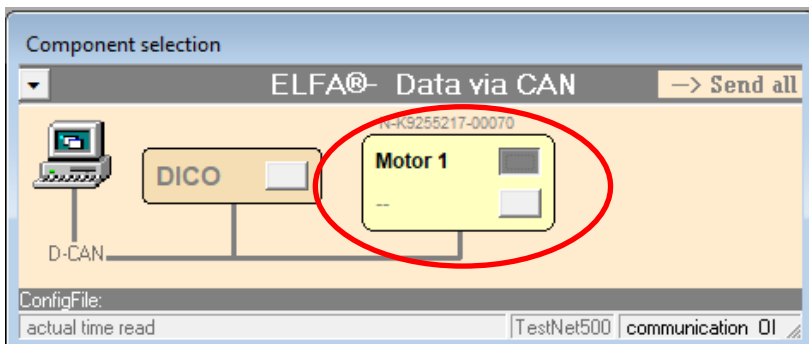 Component selection
ELFA®- Data via CAN
—> Send all
N-K9255217-00070
Motor 1
DICO
--
D-CAN
ConfigFile:
actual time read
TestNet500
communication OI